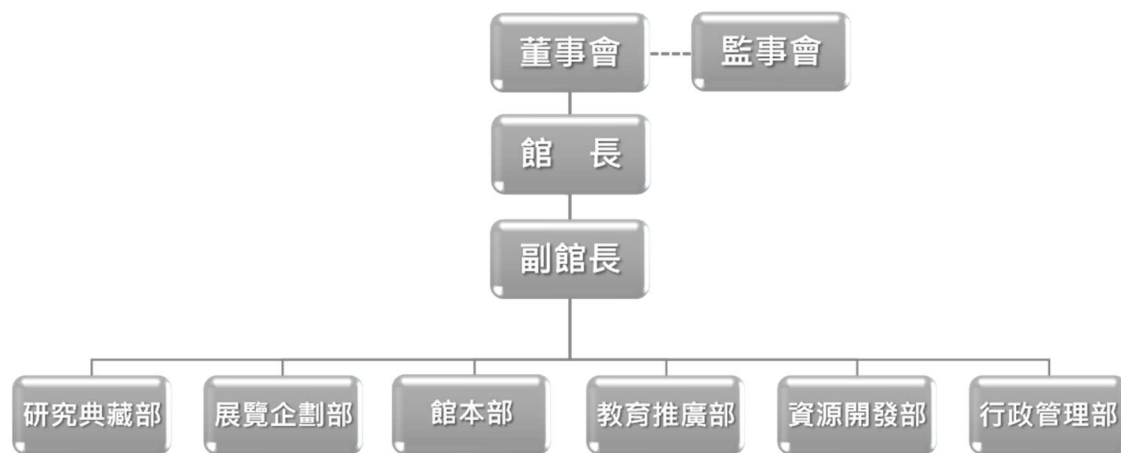 董事會
監事會
館 長
副館長
研究典藏部
展覽企劃部
館本部
教育推廣部
資源開發部
行政管理部